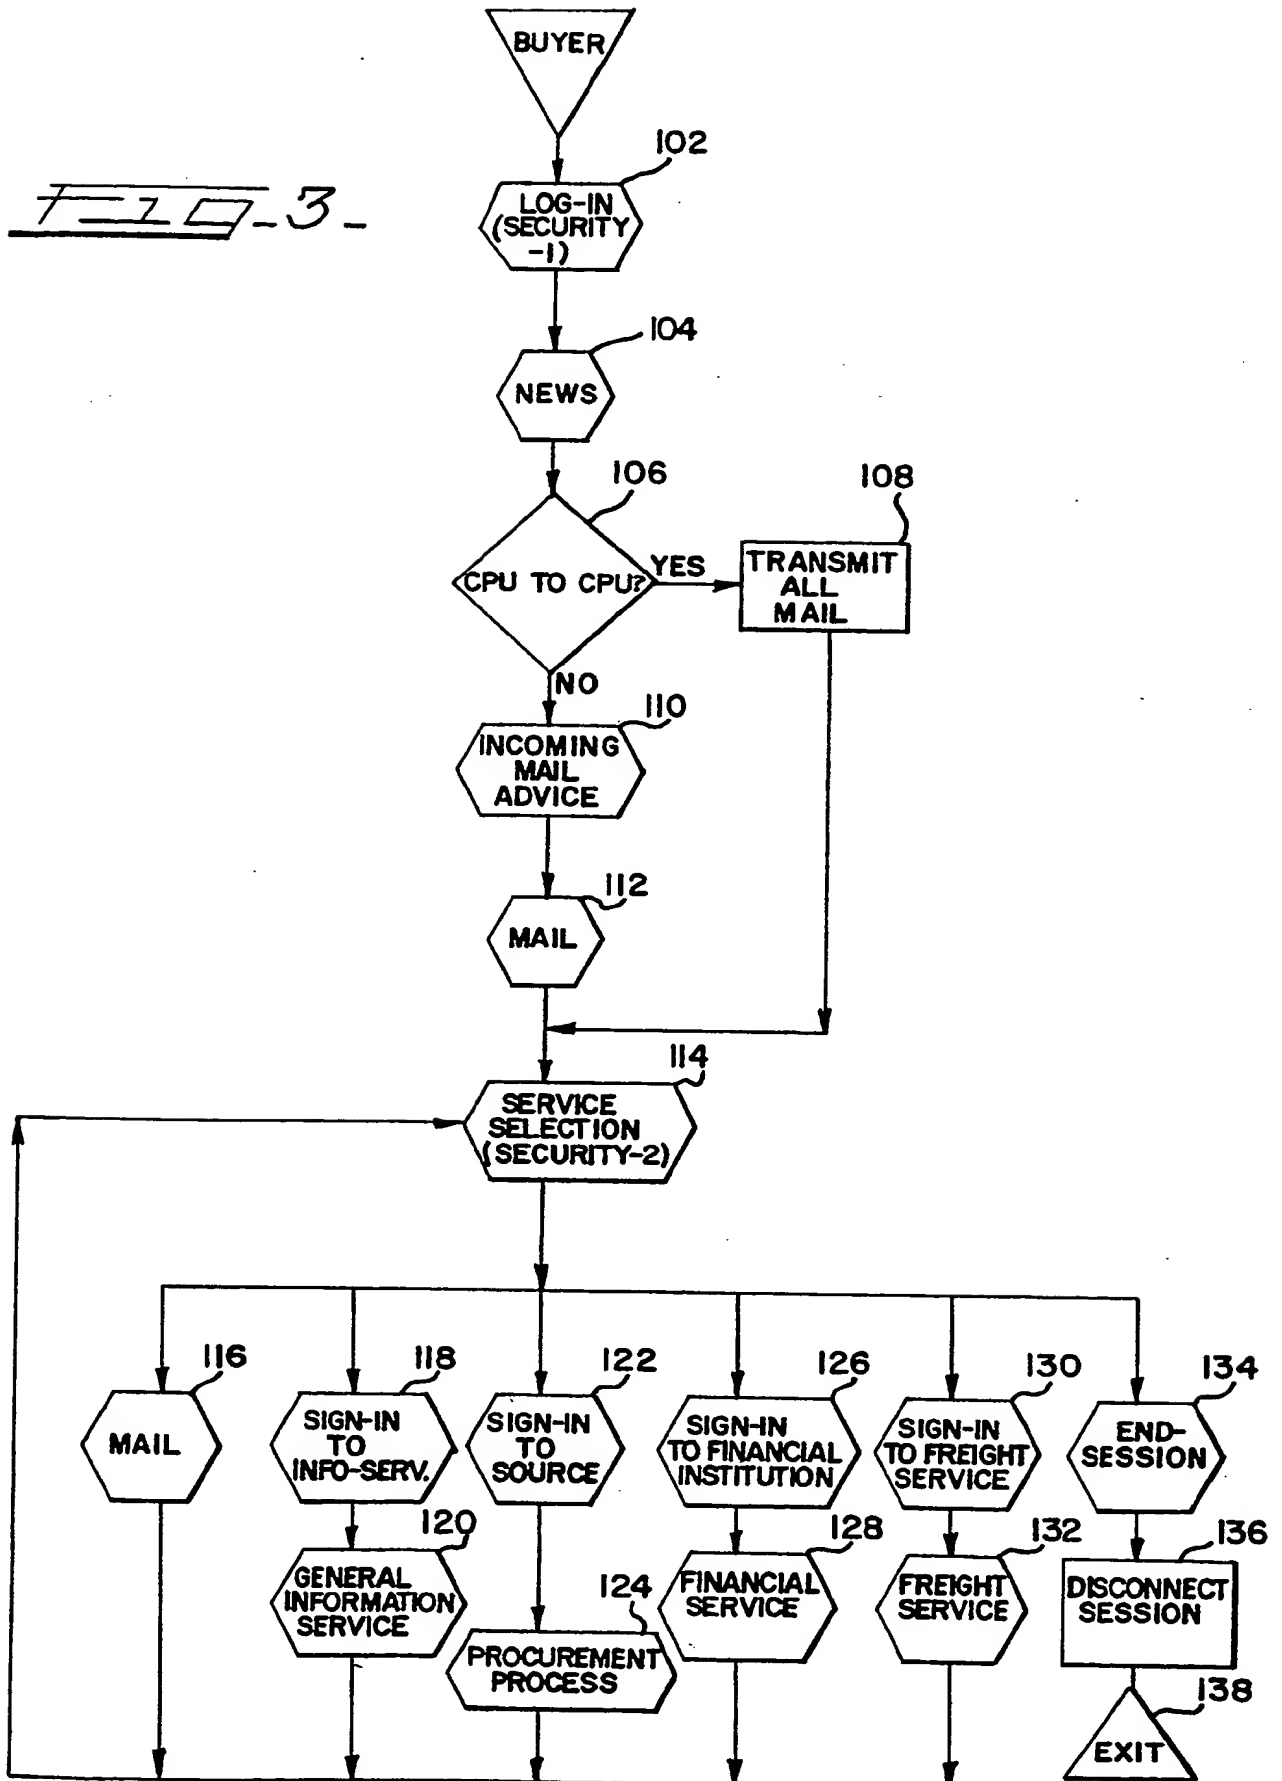 BUYER
102
Fig-3-
LOG-IN
(SECURITY
-1)
104
NEWS
106
108
CPU TO CPU?
YES
TRANSMIT
ALL
MAIL
NO
110
INCOMING
MAIL
ADVICE
112
MAIL
114
SERVICE
SELECTION
(SECURITY-2)
116
MAIL
118
SIGN-IN
TO
INFO-SERV.
122
SIGN-IN
TO
SOURCE
126
SIGN-IN
TO FINANCIAL
INSTITUTION
130
SIGN-IN
TO FREIGHT
SERVICE
134
END-
SESSION
120
GENERAL
INFORMATION
SERVICE
124
PROCUREMENT
PROCESS
128
FINANCIAL
SERVICE
132
FREIGHT
SERVICE
136
DISCONNECT
SESSION
138
EXIT